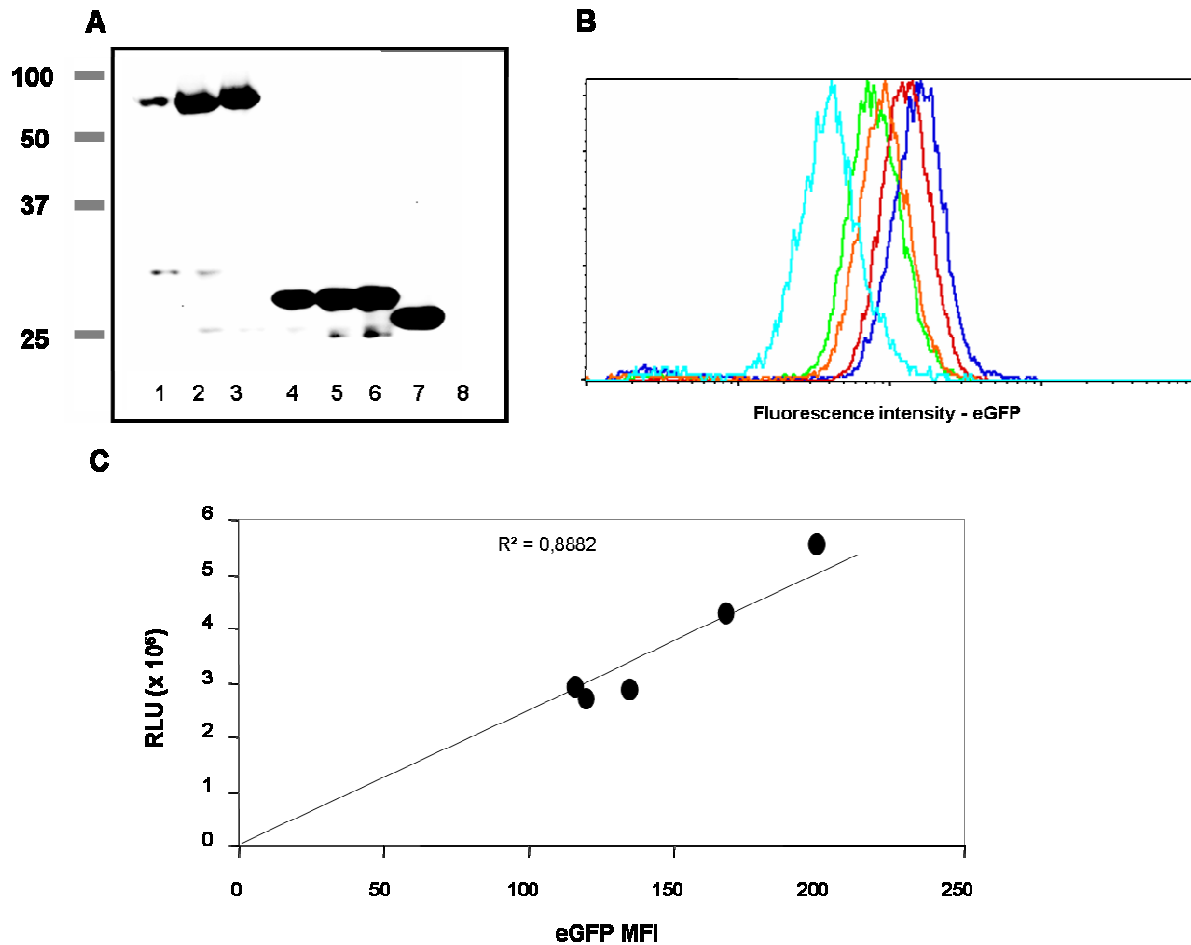 A
B
100
50
37
25
1 2 3 4 5 6 7 8
Fluorescence intensity - eGFP
C
R² = 0,8882
6
5
4
3
2
1
0
RLU (x 10⁶)
0 50 100 150 200 250
eGFP MFI